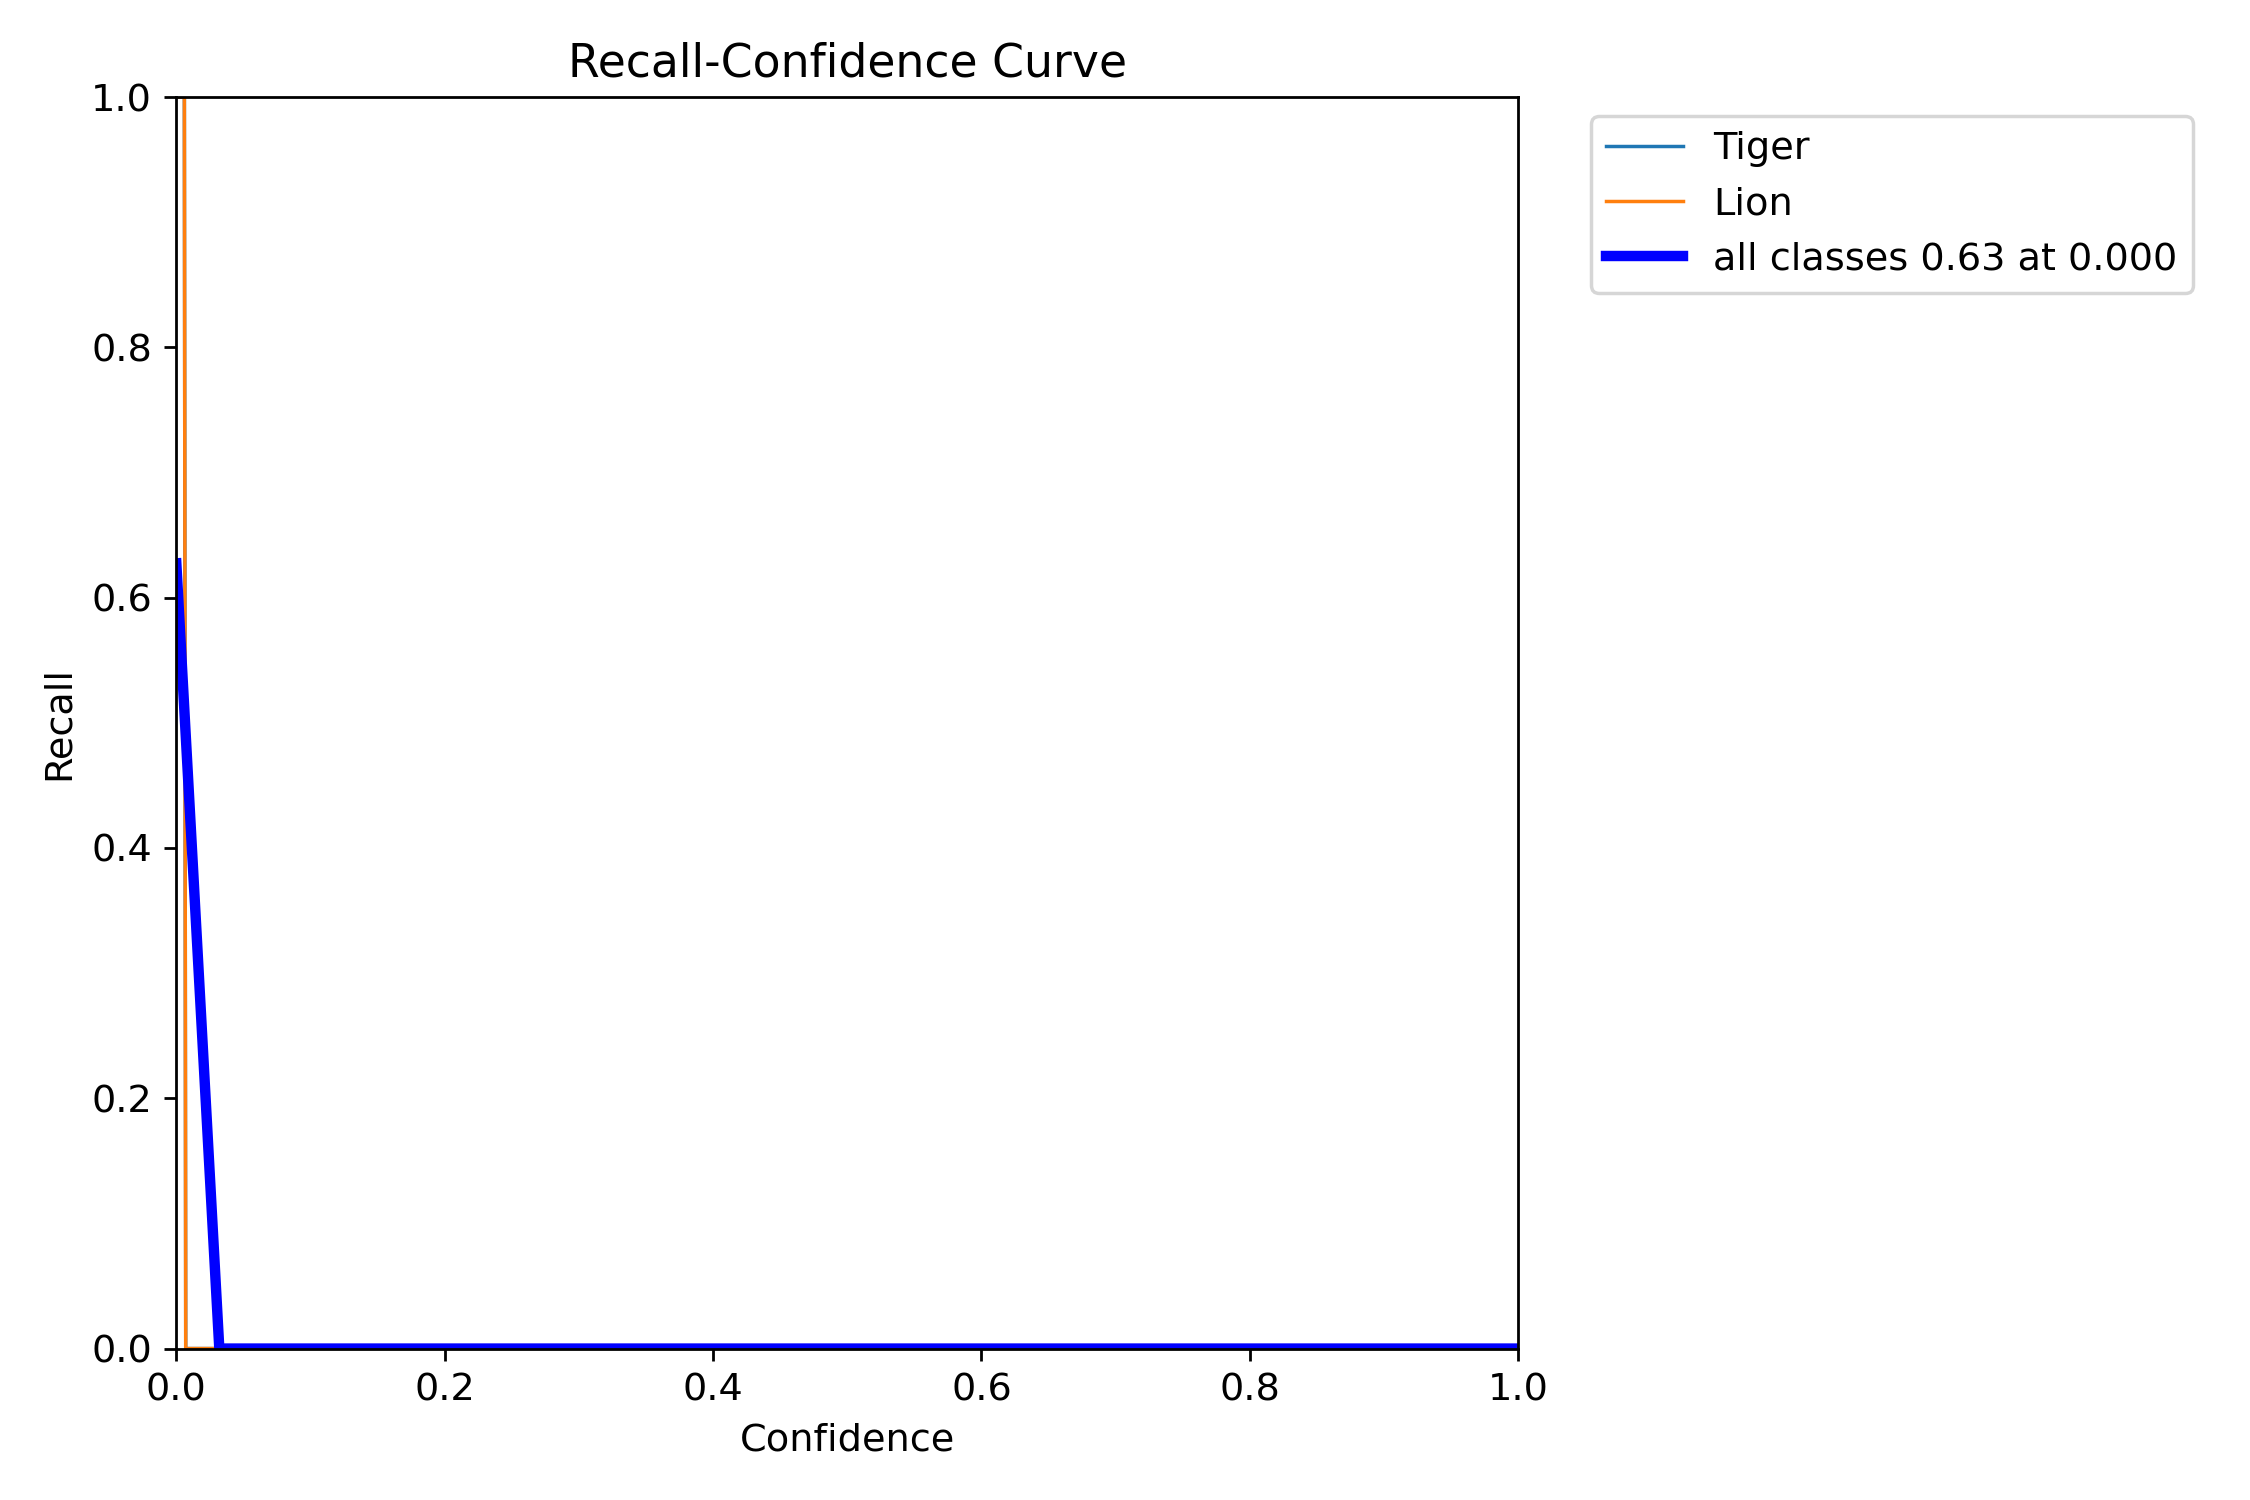 Recall-Confidence Curve
1.0
0.8
0.6
0.4
0.2
0.0
Recall
0.0 0.2 0.4 0.6 0.8 1.0
Confidence
Tiger
Lion
all classes 0.63 at 0.000